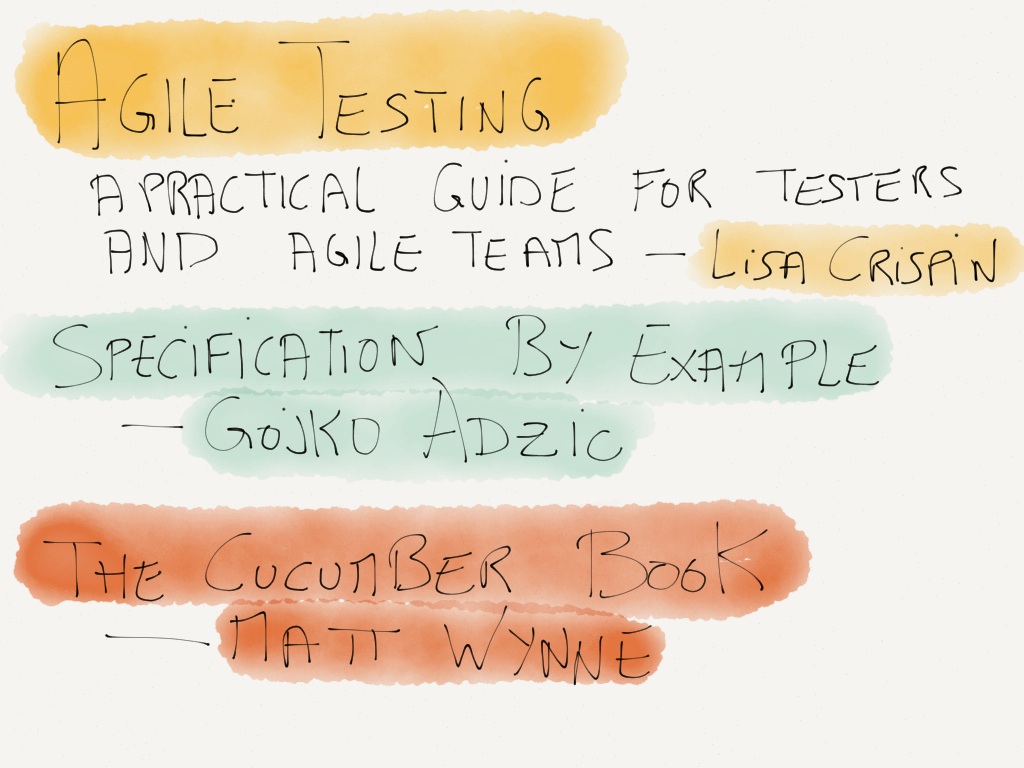 AGILE TESTING
A PRACTICAL GUIDE FOR TESTERS
AND AGILE TEAMS — LISA CRISPIN
SPECIFICATION BY EXAMPLE
— GOJKO ADZIC
THE CUCUMBER BOOK
— MATT WYNNE